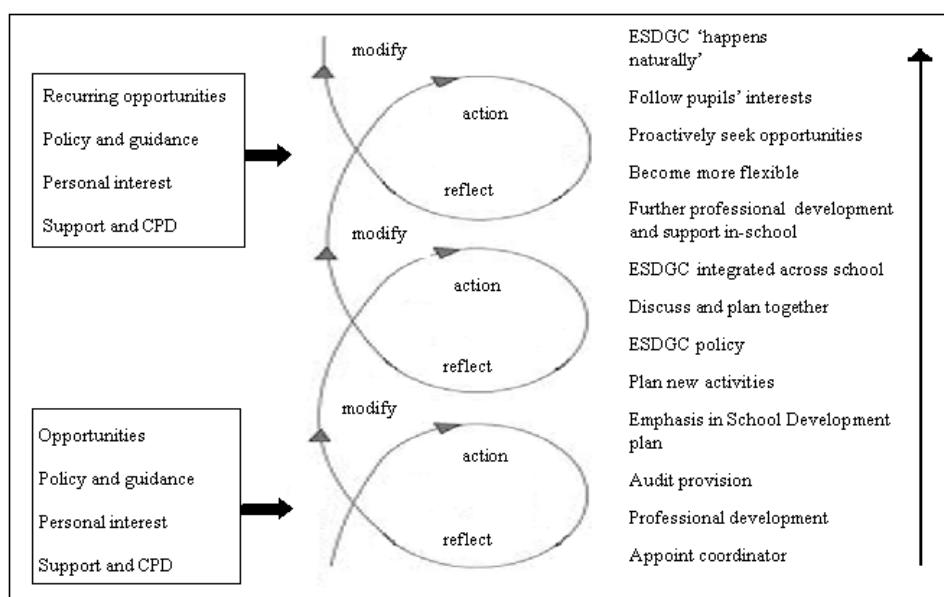 Recurring opportunities
Policy and guidance
Personal interest
Support and CPD
Opportunities
Policy and guidance
Personal interest
Support and CPD
modify
action
reflect
modify
action
reflect
modify
action
reflect
ESDGC ‘happens
naturally’
Follow pupils’ interests
Proactively seek opportunities
Become more flexible
Further professional development
and support in-school
ESDGC integrated across school
Discuss and plan together
ESDGC policy
Plan new activities
Emphasis in School Development
plan
Audit provision
Professional development
Appoint coordinator